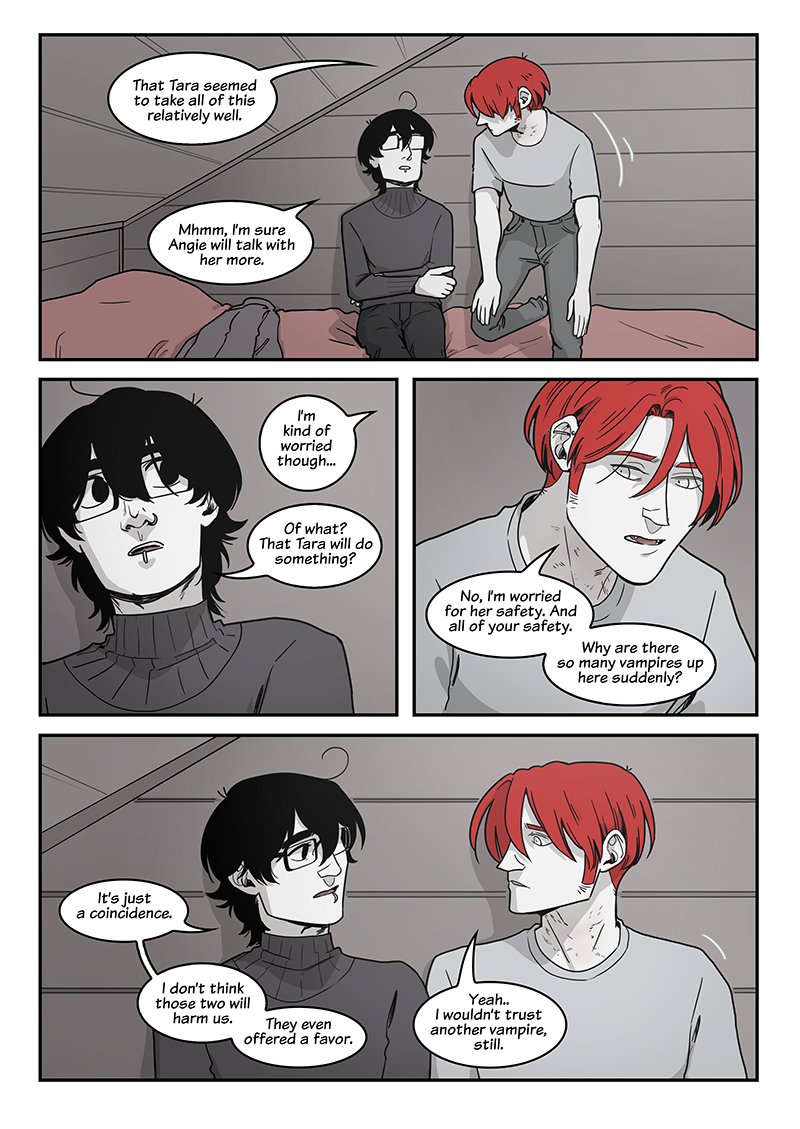 That Tara seemed
to take all of this
relatively well.
Mhmm, I'm sure
Angie will talk with
her more.
I'm
kind of
worried
though...
Of what?
That Tara will do
something?
No, I'm worried
for her safety. And
all of your safety.
Why are there
so many vampires up
here suddenly?
It's just
a coincidence.
I don't think
those two will
harm us.
They even
offered a favor.
Yeah..
I wouldn't trust
another vampire,
still.